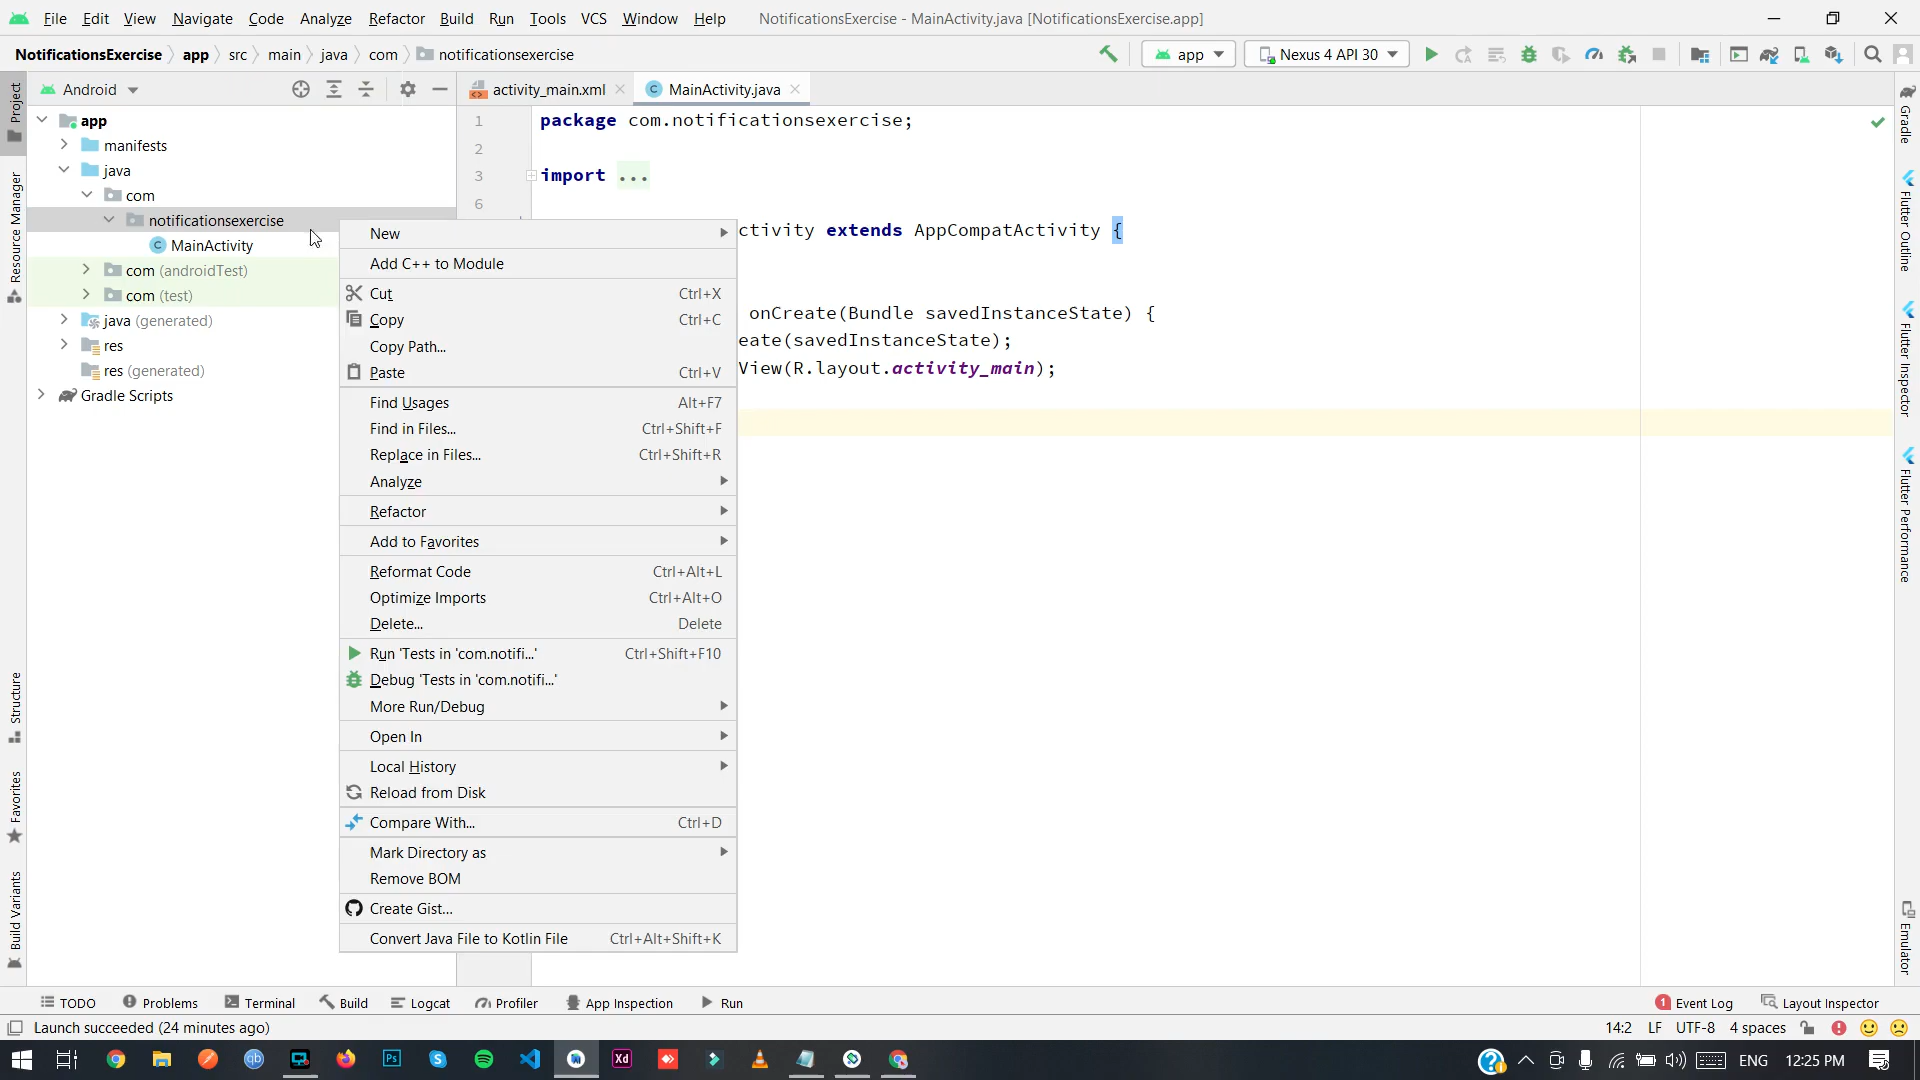 File Edit View Navigate Code Analyze Refactor Build Run Tools VCS Window Help NotificationsExercise - MainActivity.java [NotificationsExercise.app]
NotificationsExercise app src main java com notificationsexercise app Nexus 4 API 30
Android activity_main.xml MainActivity.java
Project
Resource Manager
Structure
Favorites
Build Variants
app
manifests
java
com
notificationsexercise
MainActivity
com (androidTest)
com (test)
java (generated)
res
res (generated)
Gradle Scripts
New
Add C++ to Module
Cut Ctrl+X
Copy Ctrl+C
Copy Path...
Paste Ctrl+V
Find Usages Alt+F7
Find in Files... Ctrl+Shift+F
Replace in Files... Ctrl+Shift+R
Analyze
Refactor
Add to Favorites
Reformat Code Ctrl+Alt+L
Optimize Imports Ctrl+Alt+O
Delete... Delete
Run 'Tests in 'com.notifi...' Ctrl+Shift+F10
Debug 'Tests in 'com.notifi...'
More Run/Debug
Open In
Local History
Reload from Disk
Compare With... Ctrl+D
Mark Directory as
Remove BOM
Create Gist...
Convert Java File to Kotlin File Ctrl+Alt+Shift+K
1 package com.notificationsexercise;
2
3 import ...
6
ctivity extends AppCompatActivity {
onCreate(Bundle savedInstanceState) {
eate(savedInstanceState);
View(R.layout.activity_main);
Gradle
Flutter Outline
Flutter Inspector
Flutter Performance
Emulator
TODO Problems Terminal Build Logcat Profiler App Inspection Run 1 Event Log Layout Inspector
Launch succeeded (24 minutes ago) 14:2 LF UTF-8 4 spaces
qb Ps Xd ENG 12:25 PM